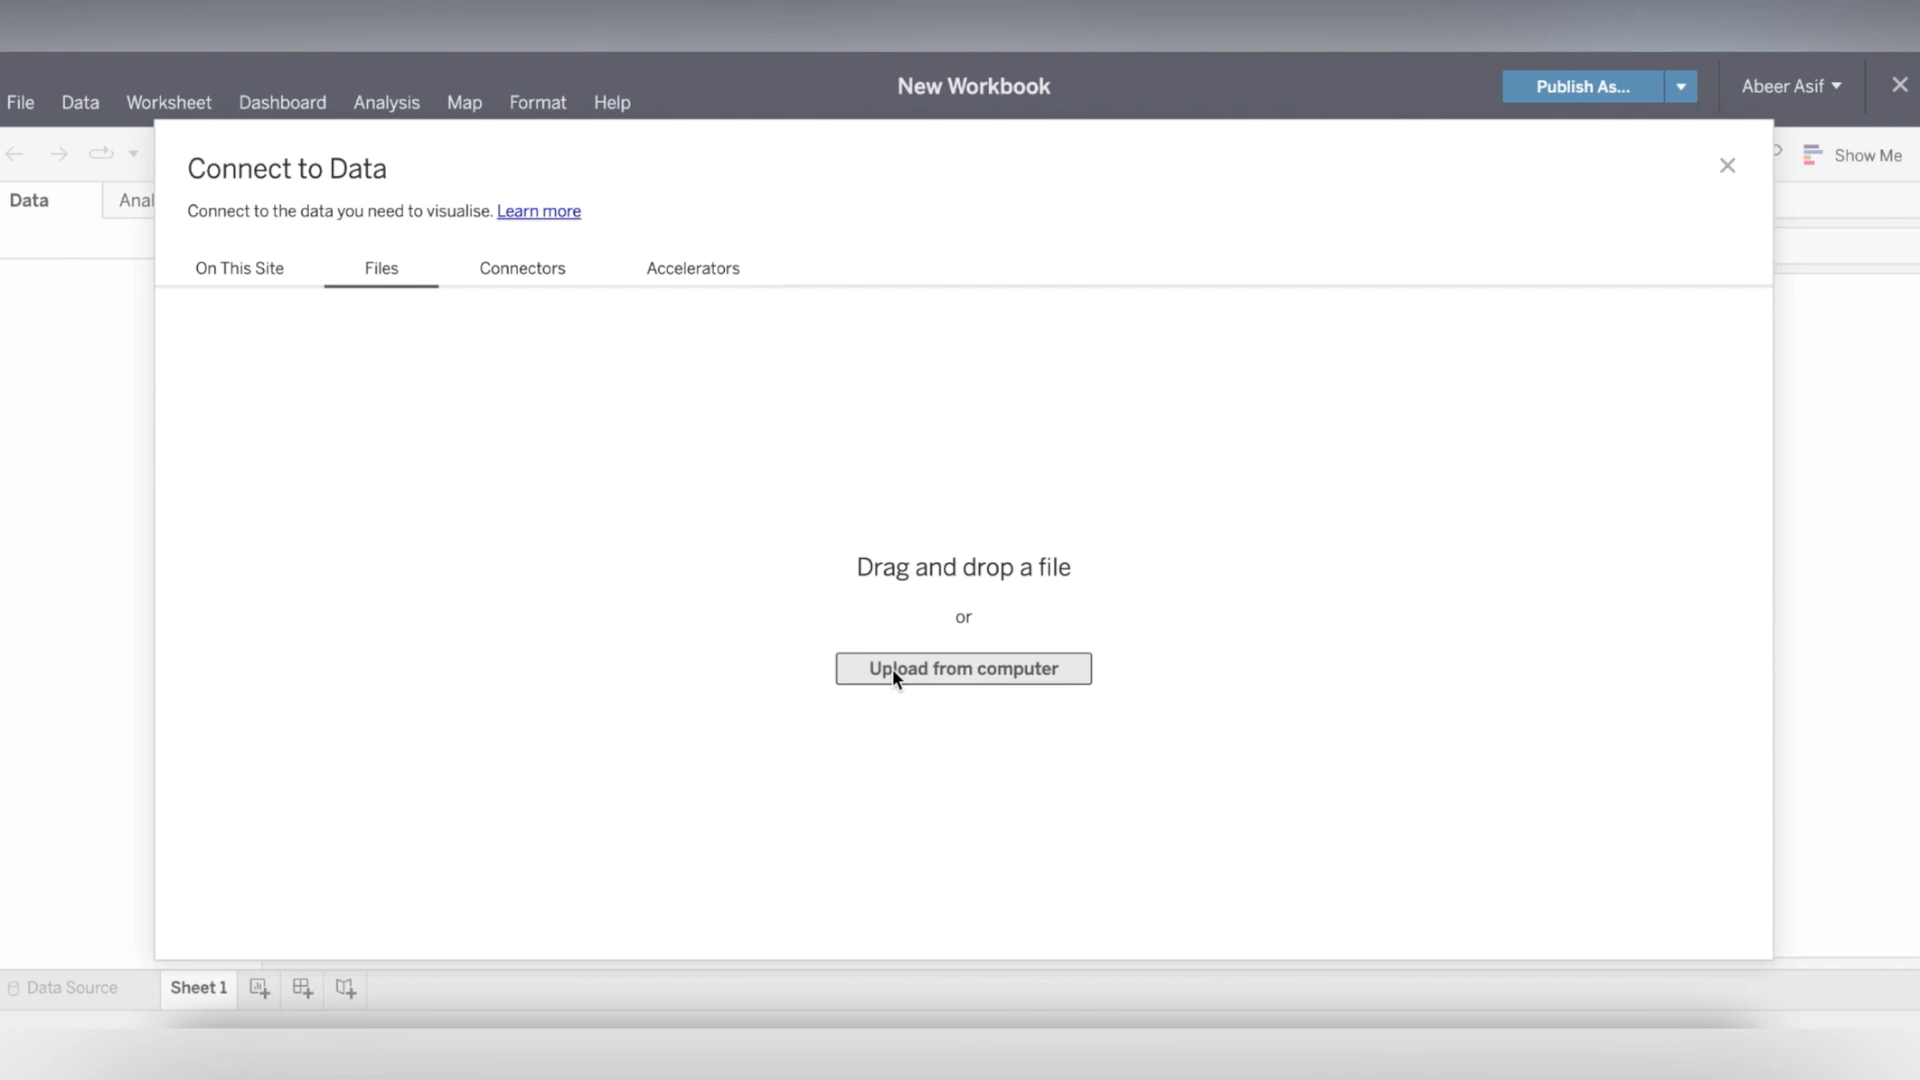 New Workbook
Publish As...
Abeer Asif
File Data Worksheet Dashboard Analysis Map Format Help
Connect to Data
Show Me
Data
Anal
Connect to the data you need to visualise. Learn more
On This Site
Files
Connectors
Accelerators
Drag and drop a file
or
Upload from computer
Data Source
Sheet 1